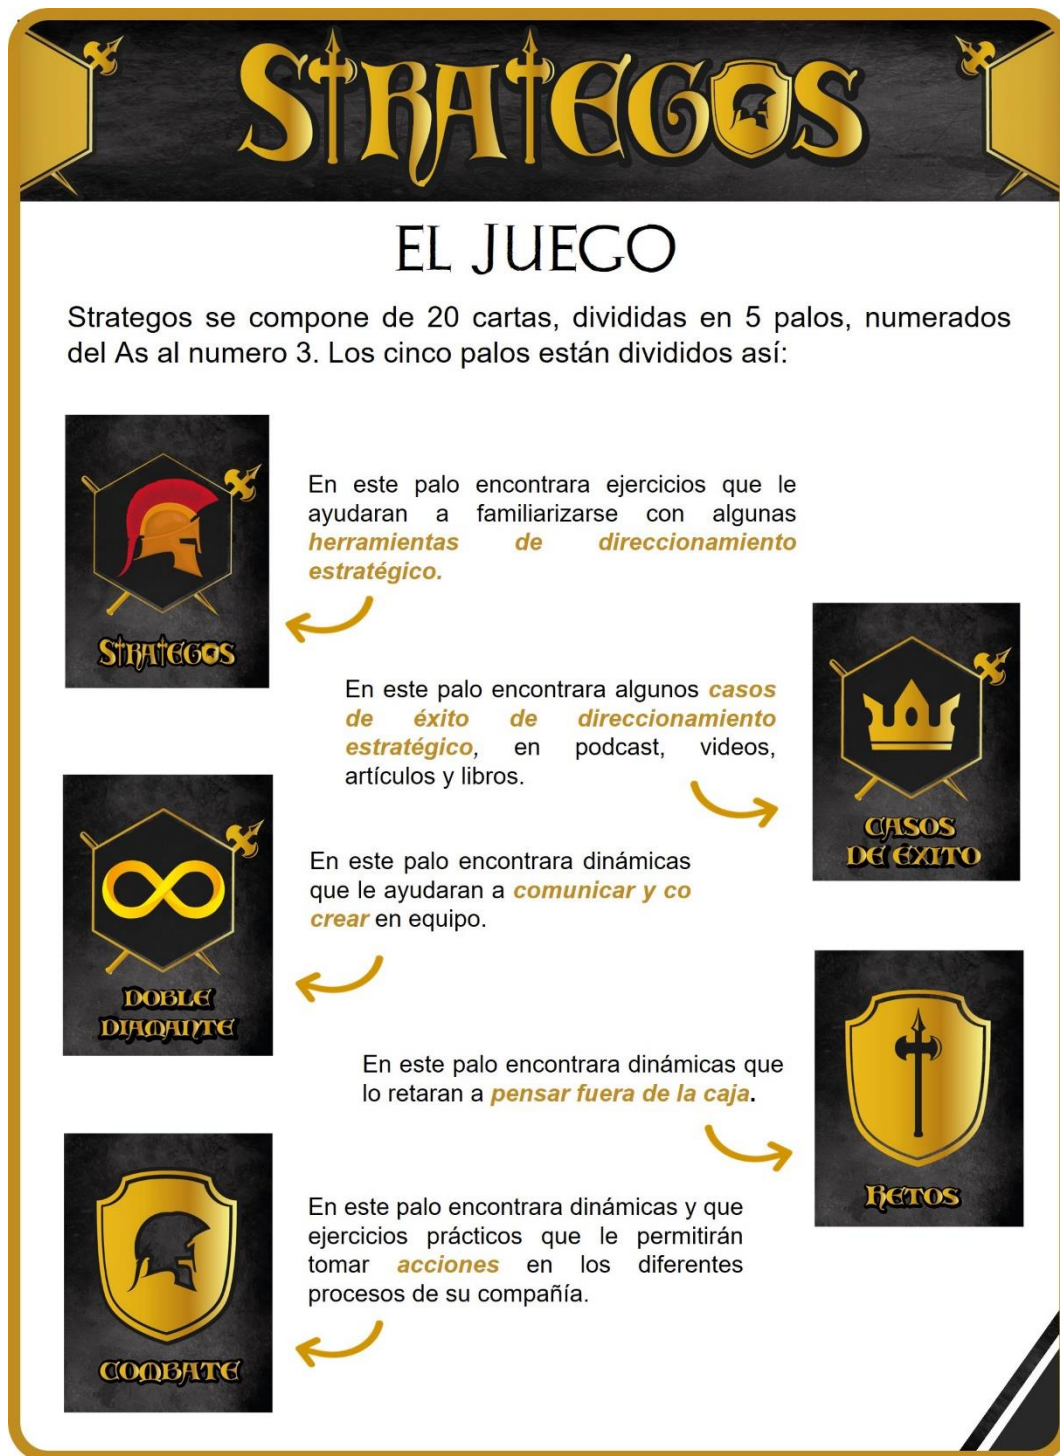 STRATEGOS
EL JUEGO
Strategos se compone de 20 cartas, divididas en 5 palos, numerados
del As al numero 3. Los cinco palos están divididos así:
En este palo encontrara ejercicios que le
ayudaran a familiarizarse con algunas
herramientas de direccionamiento
estratégico.
STRATEGOS
En este palo encontrara algunos casos
de éxito de direccionamiento
estratégico, en podcast, videos,
artículos y libros.
CASOS
DE ÉXITO
En este palo encontrara dinámicas
que le ayudaran a comunicar y co
crear en equipo.
DOBLE
DIAMANTE
En este palo encontrara dinámicas que
lo retaran a pensar fuera de la caja.
RETOS
En este palo encontrara dinámicas y que
ejercicios prácticos que le permitirán
tomar acciones en los diferentes
procesos de su compañía.
COMBATE